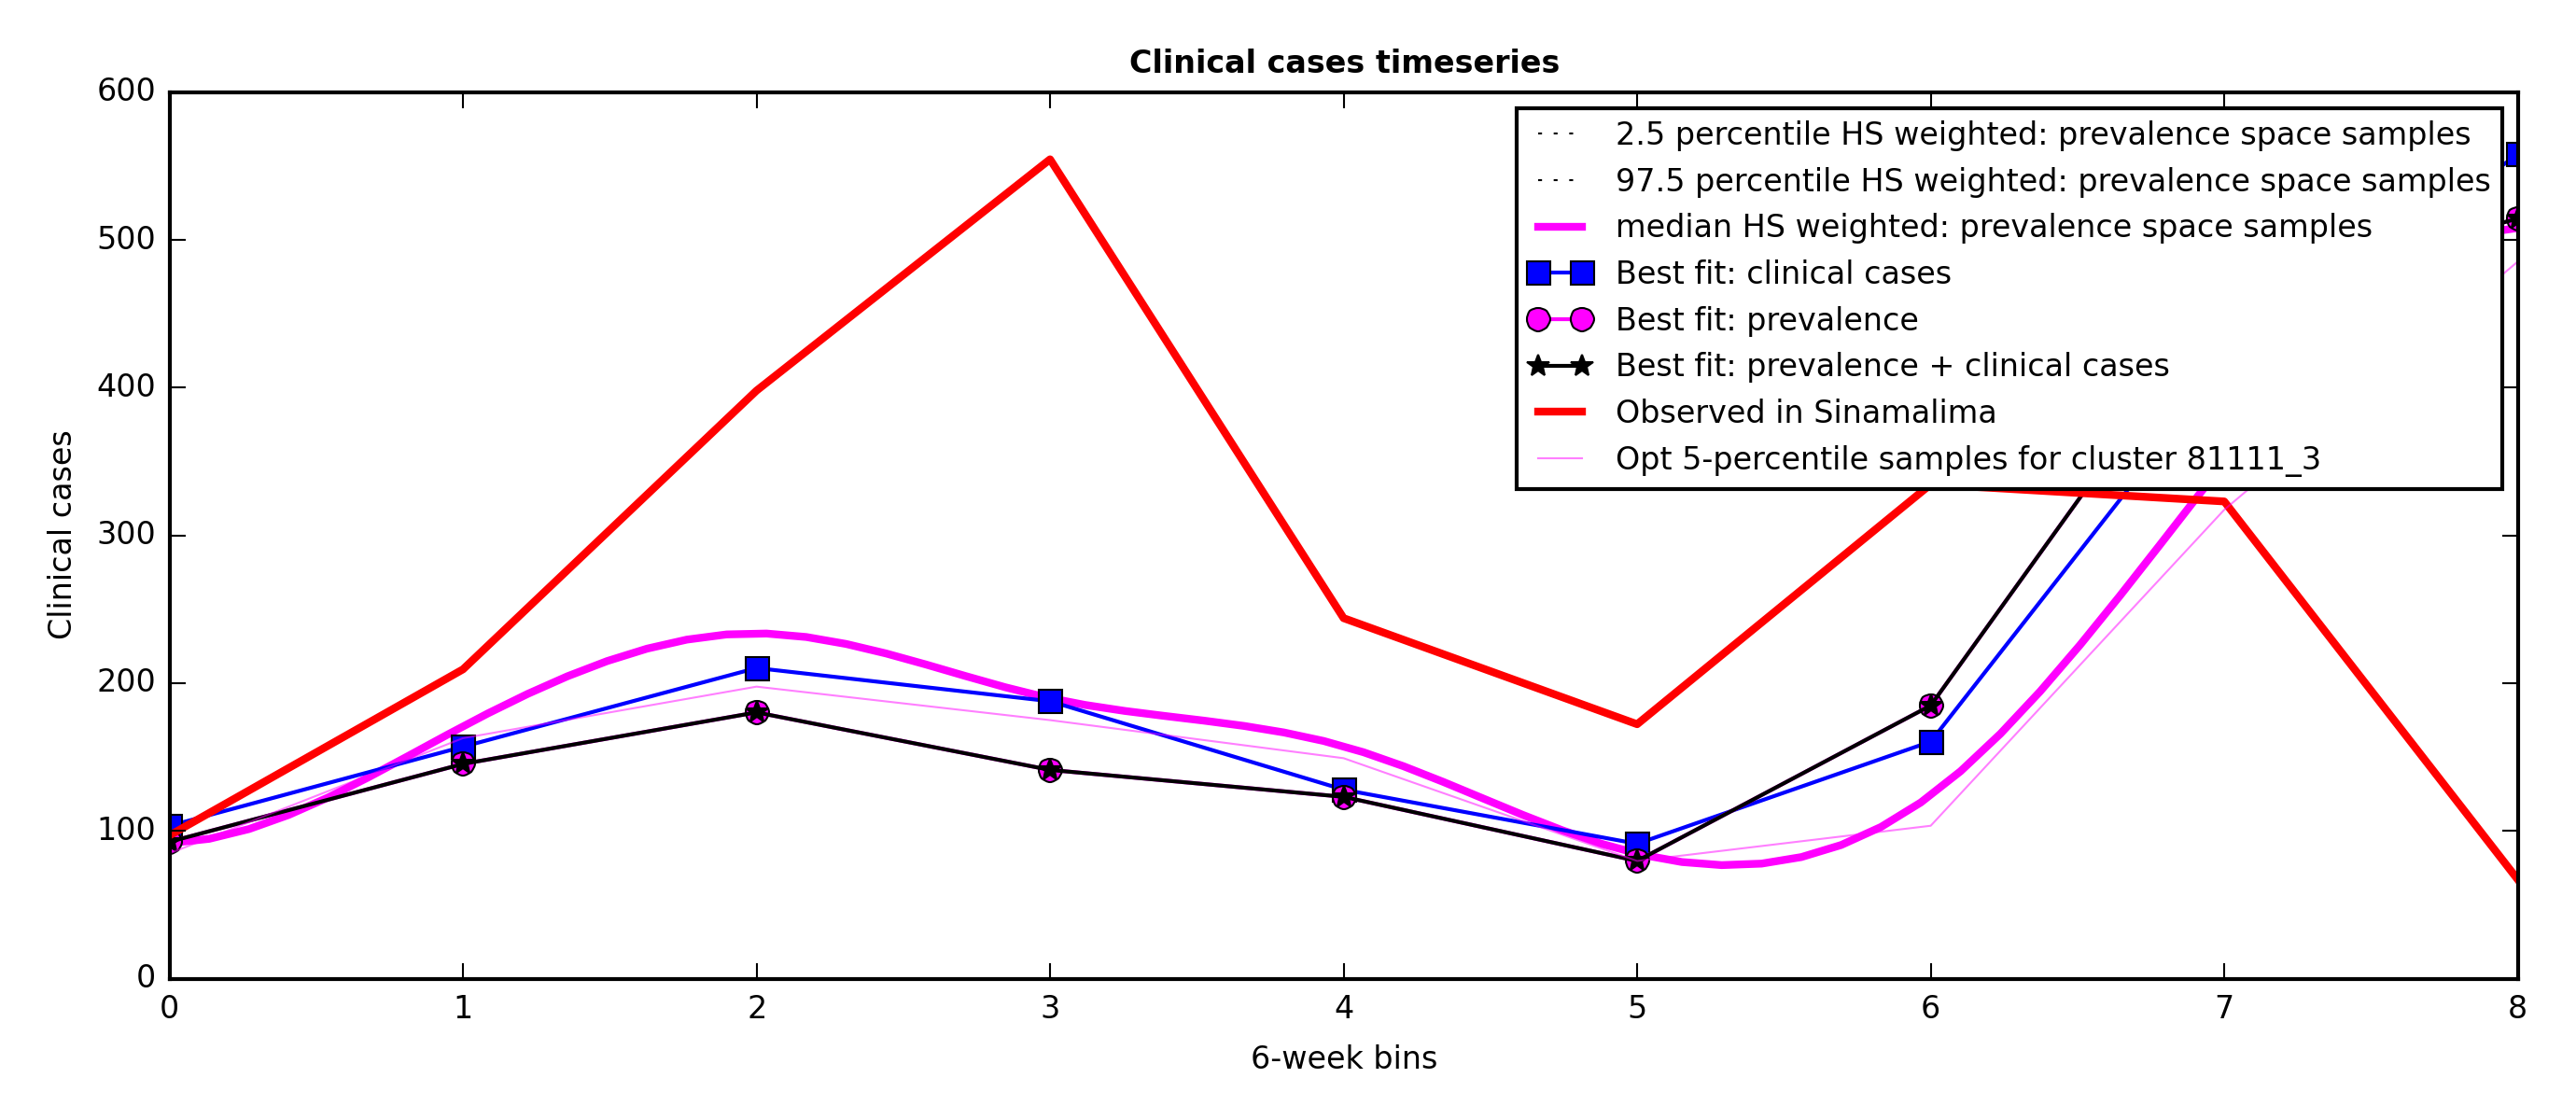 Clinical cases timeseries
600
500
400
300
200
100
0
Clinical cases
2.5 percentile HS weighted: prevalence space samples
97.5 percentile HS weighted: prevalence space samples
median HS weighted: prevalence space samples
Best fit: clinical cases
Best fit: prevalence
Best fit: prevalence + clinical cases
Observed in Sinamalima
Opt 5-percentile samples for cluster 81111_3
0 1 2 3 4 5 6 7 8
6-week bins